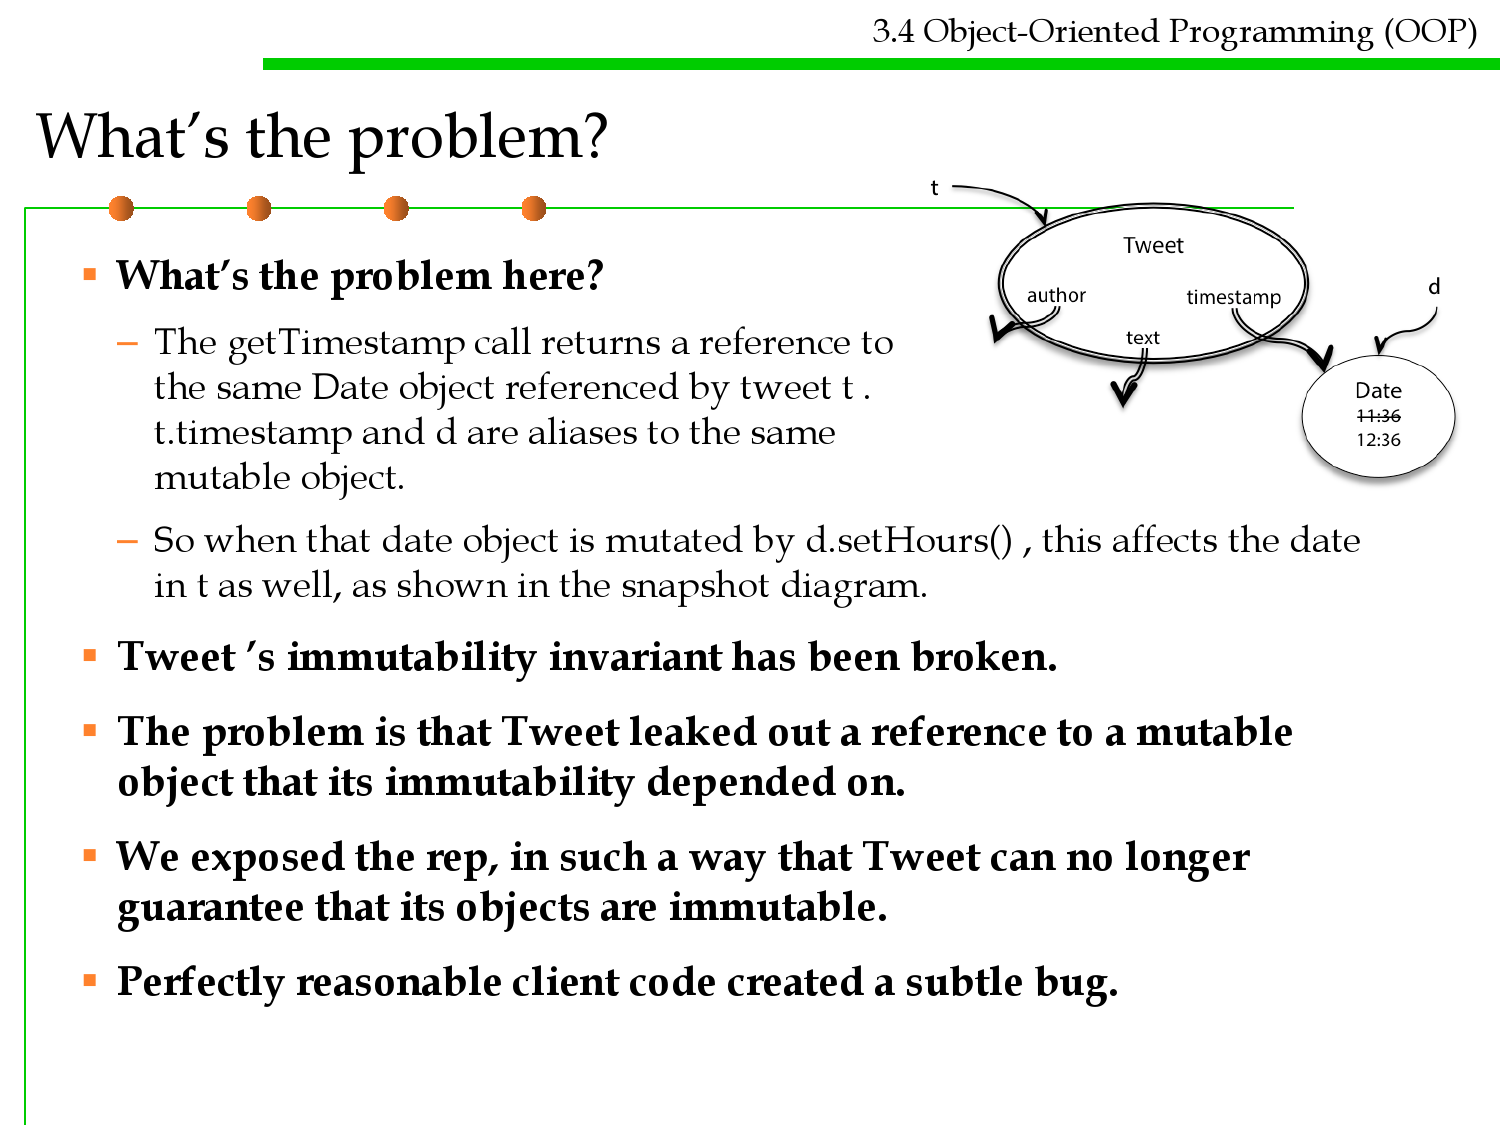 3.4 Object-Oriented Programming (OOP)
What’s the problem?
t
Tweet
author
timestamp
text
d
Date
11:36
12:36
▪ What’s the problem here?
– The getTimestamp call returns a reference to
the same Date object referenced by tweet t .
t.timestamp and d are aliases to the same
mutable object.
– So when that date object is mutated by d.setHours() , this affects the date
in t as well, as shown in the snapshot diagram.
▪ Tweet ’s immutability invariant has been broken.
▪ The problem is that Tweet leaked out a reference to a mutable
object that its immutability depended on.
▪ We exposed the rep, in such a way that Tweet can no longer
guarantee that its objects are immutable.
▪ Perfectly reasonable client code created a subtle bug.